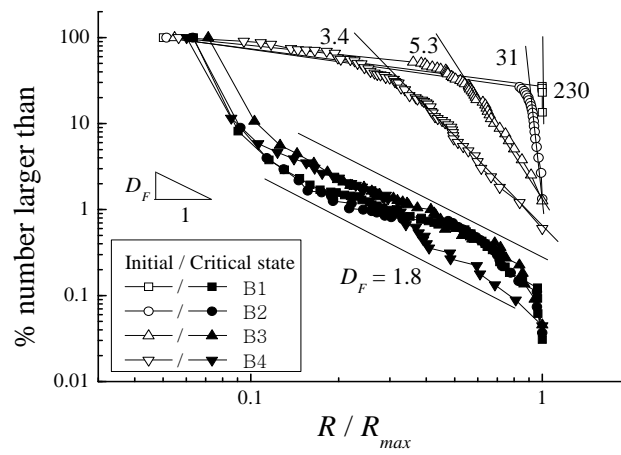 100
10
1
0.1
0.01
% number larger than
3.4
5.3
31
230
D_F
1
D_F = 1.8
Initial / Critical state
/ B1
/ B2
/ B3
/ B4
0.1
1
R / R_max